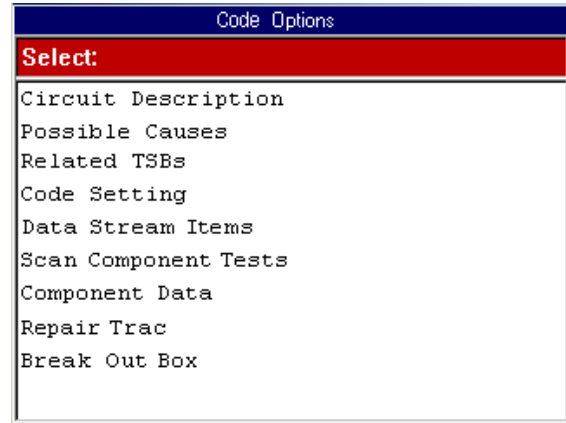 Code Options
Select:
Circuit Description
Possible Causes
Related TSBs
Code Setting
Data Stream Items
Scan Component Tests
Component Data
Repair Trac
Break Out Box